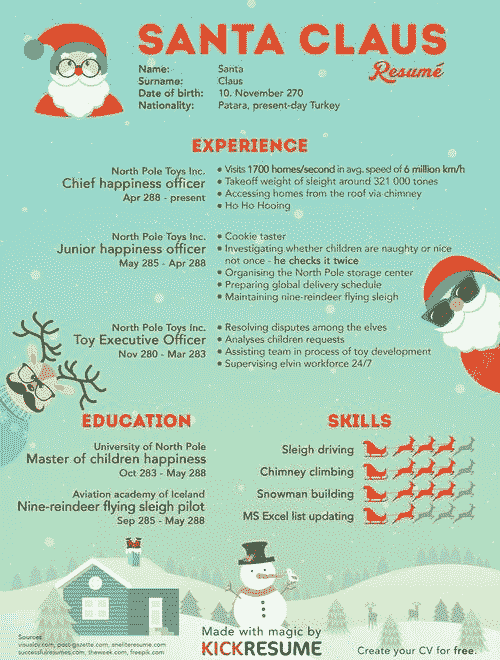 SANTA CLAUS
Resumé
Name: Santa
Surname: Claus
Date of birth: 10. November 270
Nationality: Patara, present-day Turkey
EXPERIENCE
North Pole Toys Inc.
Chief happiness officer
Apr 288 - present
• Visits 1700 homes/second in avg. speed of 6 million km/h
• Takeoff weight of sleight around 321 000 tones
• Accessing homes from the roof via chimney
• Ho Ho Hooing
North Pole Toys Inc.
Junior happiness officer
May 285 - Apr 288
• Cookie taster
• Investigating whether children are naughty or nice
not once - he checks it twice
• Organising the North Pole storage center
• Preparing global delivery schedule
• Maintaining nine-reindeer flying sleigh
North Pole Toys Inc.
Toy Executive Officer
Nov 280 - Mar 283
• Resolving disputes among the elves
• Analyses children requests
• Assisting team in process of toy development
• Supervising elvin workforce 24/7
EDUCATION
University of North Pole
Master of children happiness
Oct 283 - May 288
Aviation academy of Iceland
Nine-reindeer flying sleigh pilot
Sep 285 - May 288
SKILLS
Sleigh driving
Chimney climbing
Snowman building
MS Excel list updating
Sources
visualcv.com, post-gazette.com, eneliteresume.com
successfulresumes.com, theweek.com, freepik.com
Made with magic by
KICKRESUME
Create your CV for free.